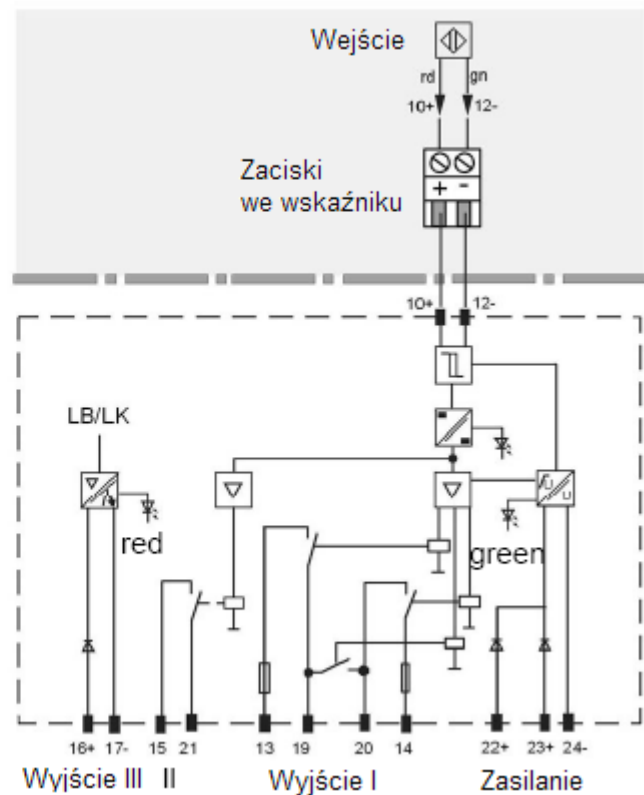 Wejście
rd gn
10+ 12-
Zaciski
we wskaźniku
+ -
10+ 12-
LB/LK
red
green
16+ 17- 15 21 13 19 20 14 22+ 23+ 24-
Wyjście III II Wyjście I Zasilanie